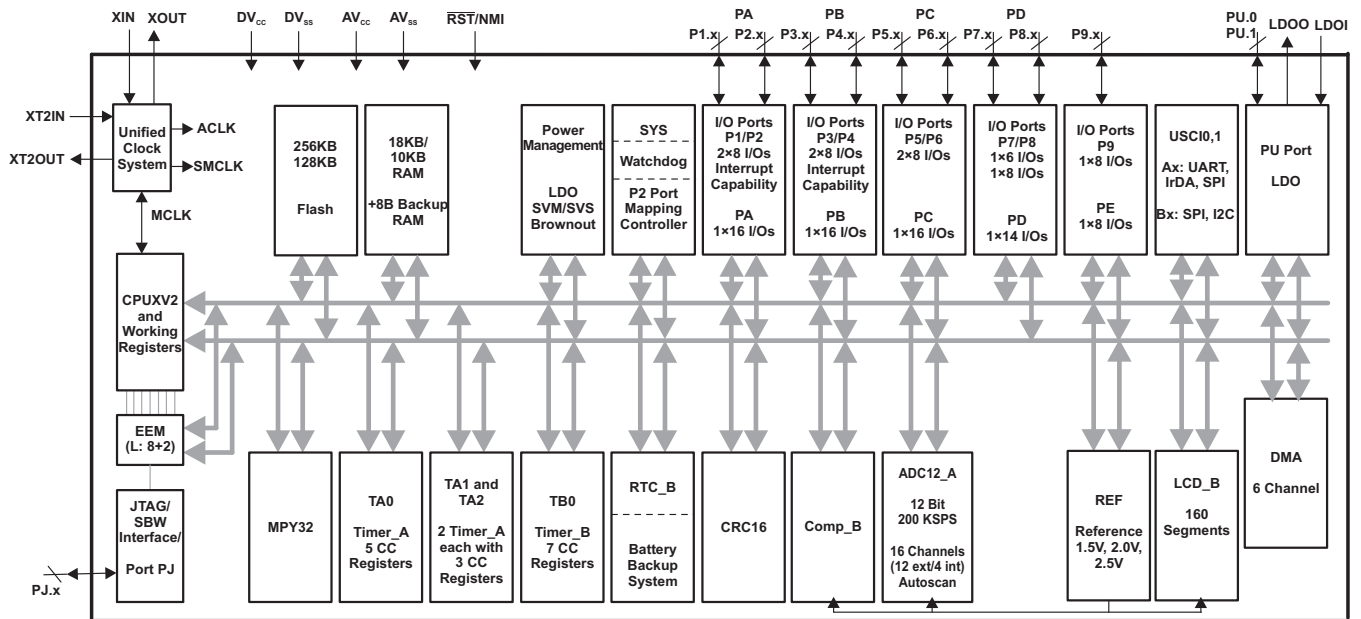 XIN XOUT DVCC DVSS AVCC AVSS RST/NMI PA PB PC PD PU.0 LDOO LDOI
P1.x P2.x P3.x P4.x P5.x P6.x P7.x P8.x P9.x PU.1
XT2IN
XT2OUT
Unified
Clock
System
ACLK
SMCLK
MCLK
256KB
128KB
Flash
18KB/
10KB
RAM
+8B Backup
RAM
Power
Management
LDO
SVM/SVS
Brownout
SYS
Watchdog
P2 Port
Mapping
Controller
I/O Ports
P1/P2
2×8 I/Os
Interrupt
Capability
PA
1×16 I/Os
I/O Ports
P3/P4
2×8 I/Os
Interrupt
Capability
PB
1×16 I/Os
I/O Ports
P5/P6
2×8 I/Os
PC
1×16 I/Os
I/O Ports
P7/P8
1×6 I/Os
1×8 I/Os
PD
1×14 I/Os
I/O Ports
P9
1×8 I/Os
PE
1×8 I/Os
USCI0,1
Ax: UART,
IrDA, SPI
Bx: SPI, I2C
PU Port
LDO
CPUXV2
and
Working
Registers
EEM
(L: 8+2)
JTAG/
SBW
Interface/
Port PJ
PJ.x
MPY32
TA0
Timer_A
5 CC
Registers
TA1 and
TA2
2 Timer_A
each with
3 CC
Registers
TB0
Timer_B
7 CC
Registers
RTC_B
Battery
Backup
System
CRC16
Comp_B
ADC12_A
12 Bit
200 KSPS
16 Channels
(12 ext/4 int)
Autoscan
REF
Reference
1.5V, 2.0V,
2.5V
LCD_B
160
Segments
DMA
6 Channel